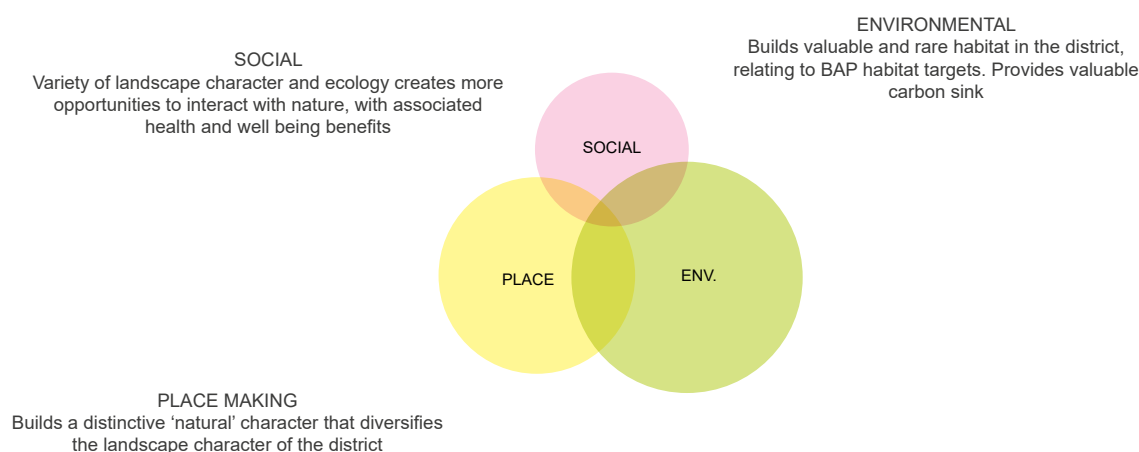 ENVIRONMENTAL
Builds valuable and rare habitat in the district,
relating to BAP habitat targets. Provides valuable
carbon sink
SOCIAL
Variety of landscape character and ecology creates more
opportunities to interact with nature, with associated
health and well being benefits
SOCIAL
PLACE
ENV.
PLACE MAKING
Builds a distinctive ‘natural’ character that diversifies
the landscape character of the district